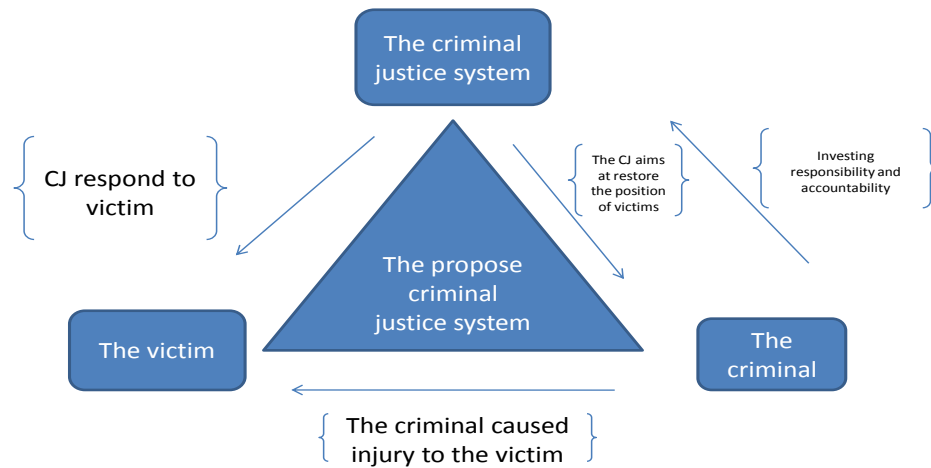 The criminal
justice system
CJ respond to
victim
The CJ aims
at restore
the position
of victims
Investing
responsibility and
accountability
The propose
criminal
justice system
The victim
The
criminal
The criminal caused
injury to the victim